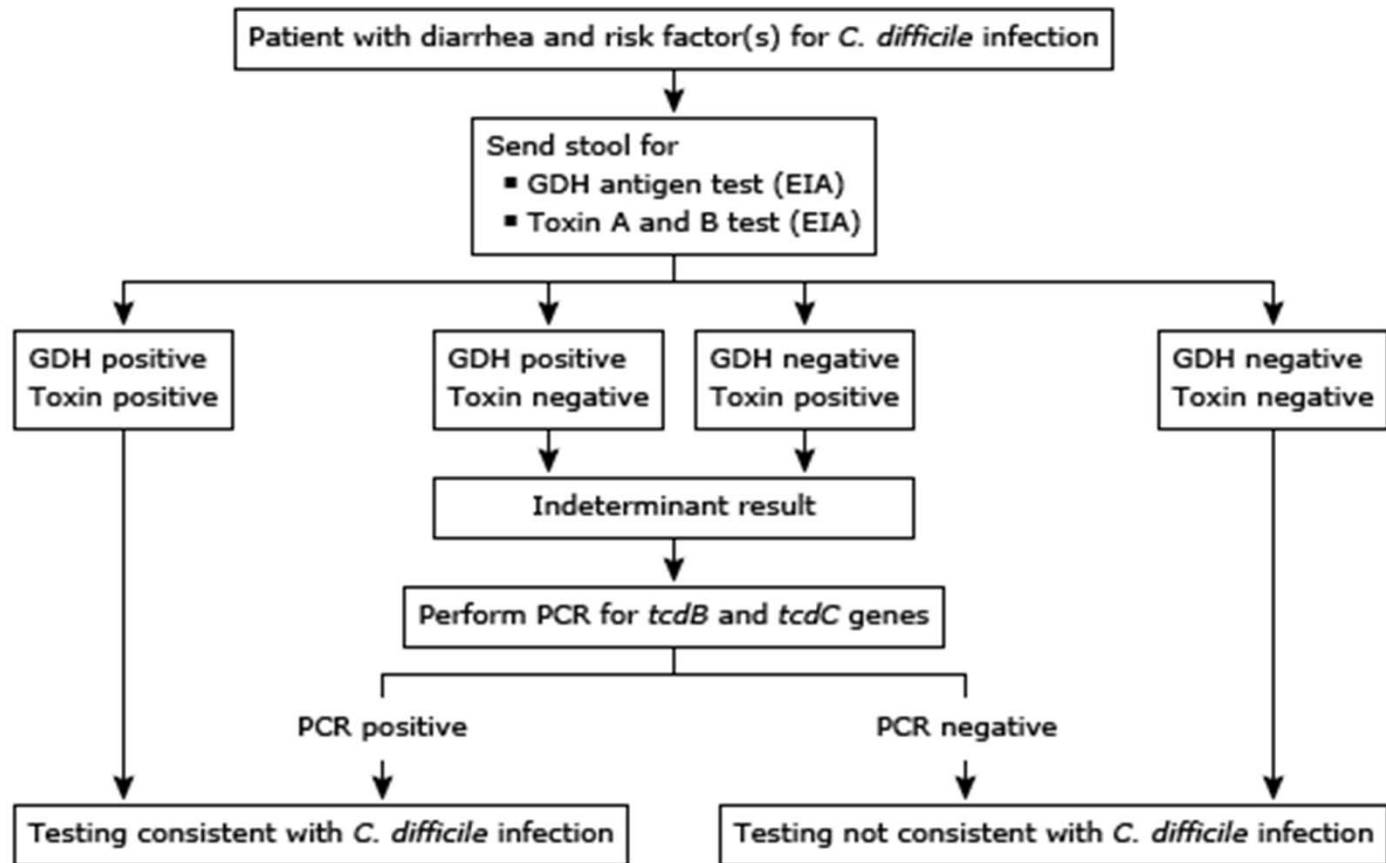 Patient with diarrhea and risk factor(s) for C. difficile infection
Send stool for
▪ GDH antigen test (EIA)
▪ Toxin A and B test (EIA)
GDH positive
Toxin positive
GDH positive
Toxin negative
GDH negative
Toxin positive
GDH negative
Toxin negative
Indeterminant result
Perform PCR for tcdB and tcdC genes
PCR positive
PCR negative
Testing consistent with C. difficile infection
Testing not consistent with C. difficile infection